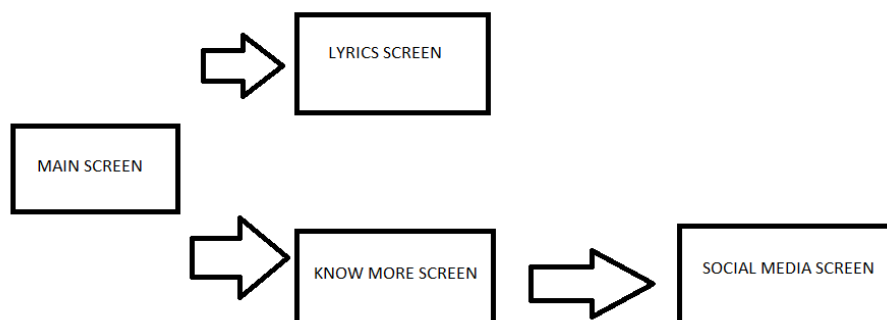 LYRICS SCREEN
MAIN SCREEN
KNOW MORE SCREEN
SOCIAL MEDIA SCREEN